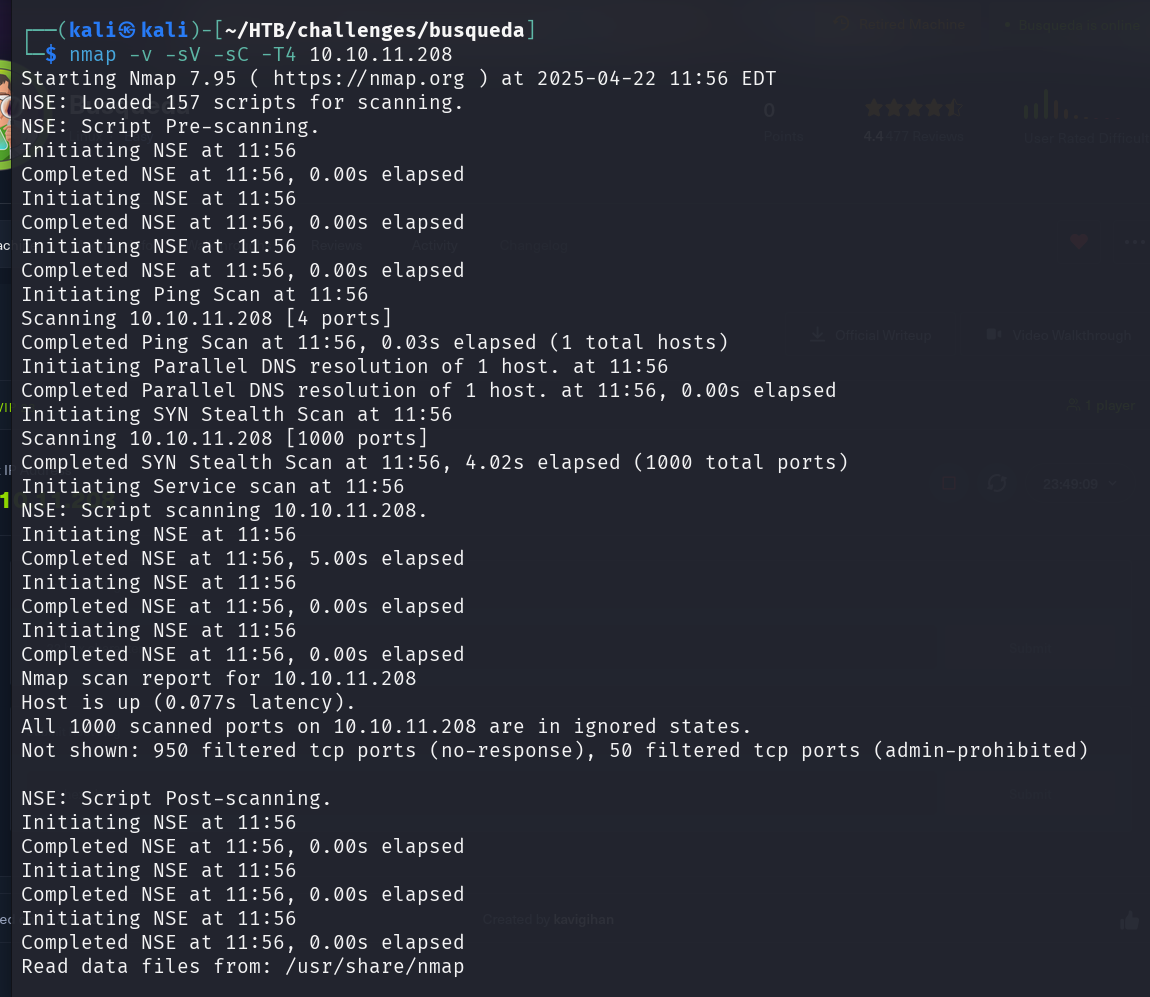 ┌──(kali㉿kali)-[~/HTB/challenges/busqueda]
└─$ nmap -v -sV -sC -T4 10.10.11.208
Starting Nmap 7.95 ( https://nmap.org ) at 2025-04-22 11:56 EDT
NSE: Loaded 157 scripts for scanning.
NSE: Script Pre-scanning.
Initiating NSE at 11:56
Completed NSE at 11:56, 0.00s elapsed
Initiating NSE at 11:56
Completed NSE at 11:56, 0.00s elapsed
Initiating NSE at 11:56
Completed NSE at 11:56, 0.00s elapsed
Initiating Ping Scan at 11:56
Scanning 10.10.11.208 [4 ports]
Completed Ping Scan at 11:56, 0.03s elapsed (1 total hosts)
Initiating Parallel DNS resolution of 1 host. at 11:56
Completed Parallel DNS resolution of 1 host. at 11:56, 0.00s elapsed
Initiating SYN Stealth Scan at 11:56
Scanning 10.10.11.208 [1000 ports]
Completed SYN Stealth Scan at 11:56, 4.02s elapsed (1000 total ports)
Initiating Service scan at 11:56
NSE: Script scanning 10.10.11.208.
Initiating NSE at 11:56
Completed NSE at 11:56, 5.00s elapsed
Initiating NSE at 11:56
Completed NSE at 11:56, 0.00s elapsed
Initiating NSE at 11:56
Completed NSE at 11:56, 0.00s elapsed
Nmap scan report for 10.10.11.208
Host is up (0.077s latency).
All 1000 scanned ports on 10.10.11.208 are in ignored states.
Not shown: 950 filtered tcp ports (no-response), 50 filtered tcp ports (admin-prohibited)
NSE: Script Post-scanning.
Initiating NSE at 11:56
Completed NSE at 11:56, 0.00s elapsed
Initiating NSE at 11:56
Completed NSE at 11:56, 0.00s elapsed
Initiating NSE at 11:56
Completed NSE at 11:56, 0.00s elapsed
Read data files from: /usr/share/nmap
Reviews
Activity
Official Writeup
Video Walkthrough
1 player
Created by kavigihan